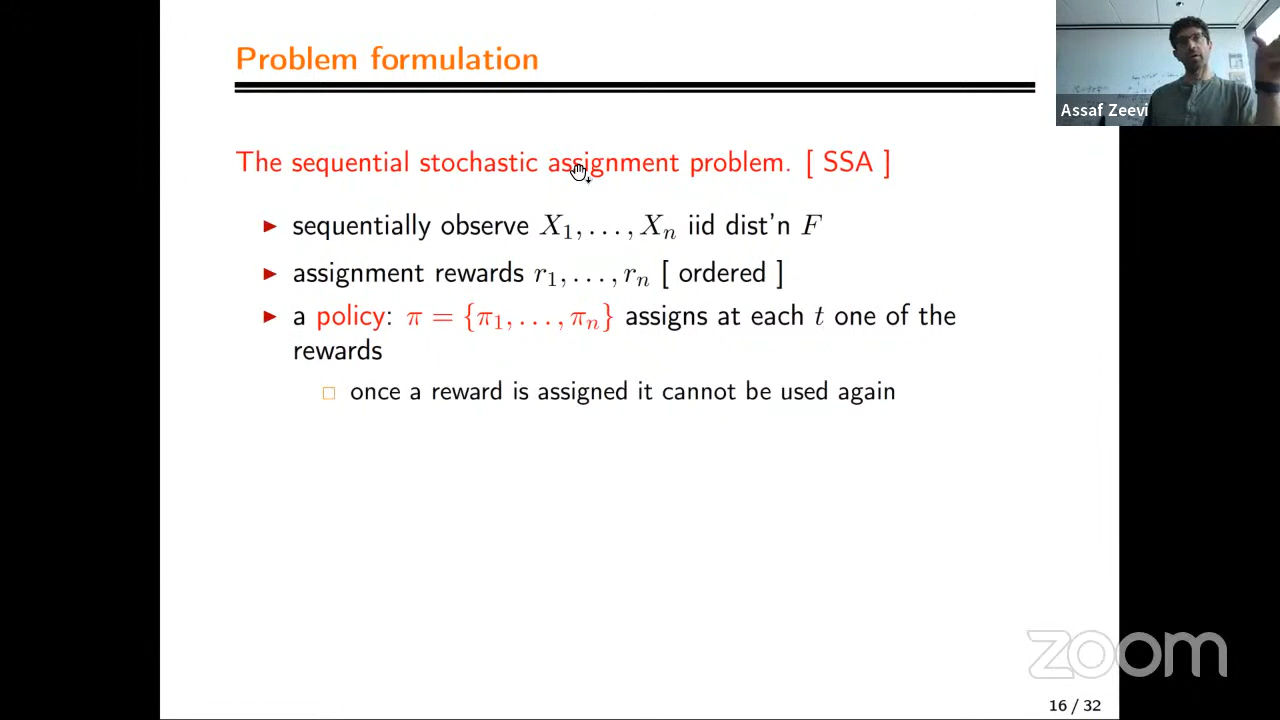 Problem formulation
Assaf Zeevi
The sequential stochastic assignment problem. [ SSA ]
▶ sequentially observe X₁, . . . , Xₙ iid dist'n F
▶ assignment rewards r₁, . . . , rₙ [ ordered ]
▶ a policy: π = {π₁, . . . , πₙ} assigns at each t one of the
rewards
□ once a reward is assigned it cannot be used again
zoom
16 / 32